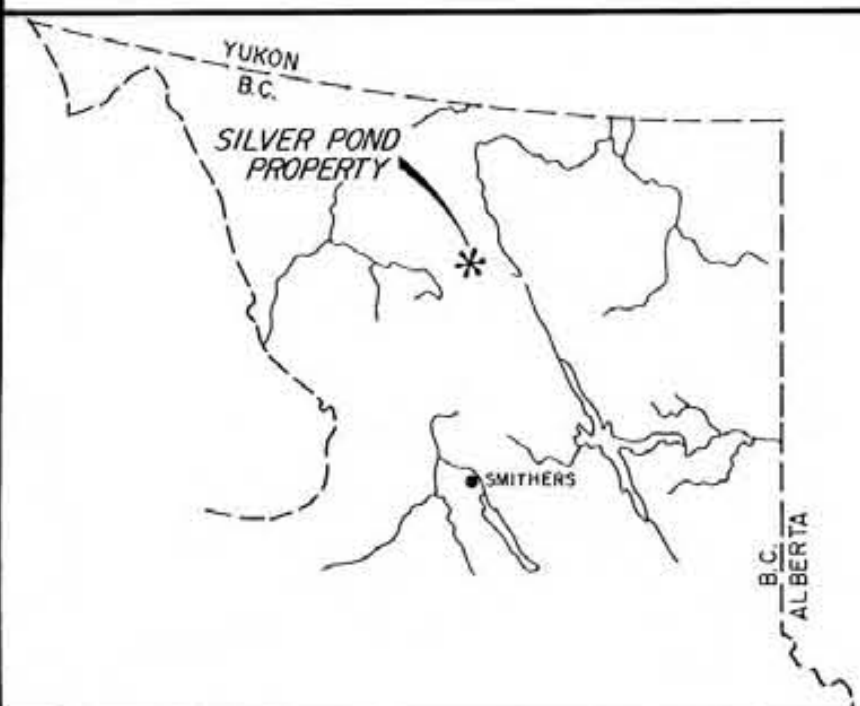 YUKON
B.C.
SILVER POND
PROPERTY
SMITHERS
B.C.
ALBERTA